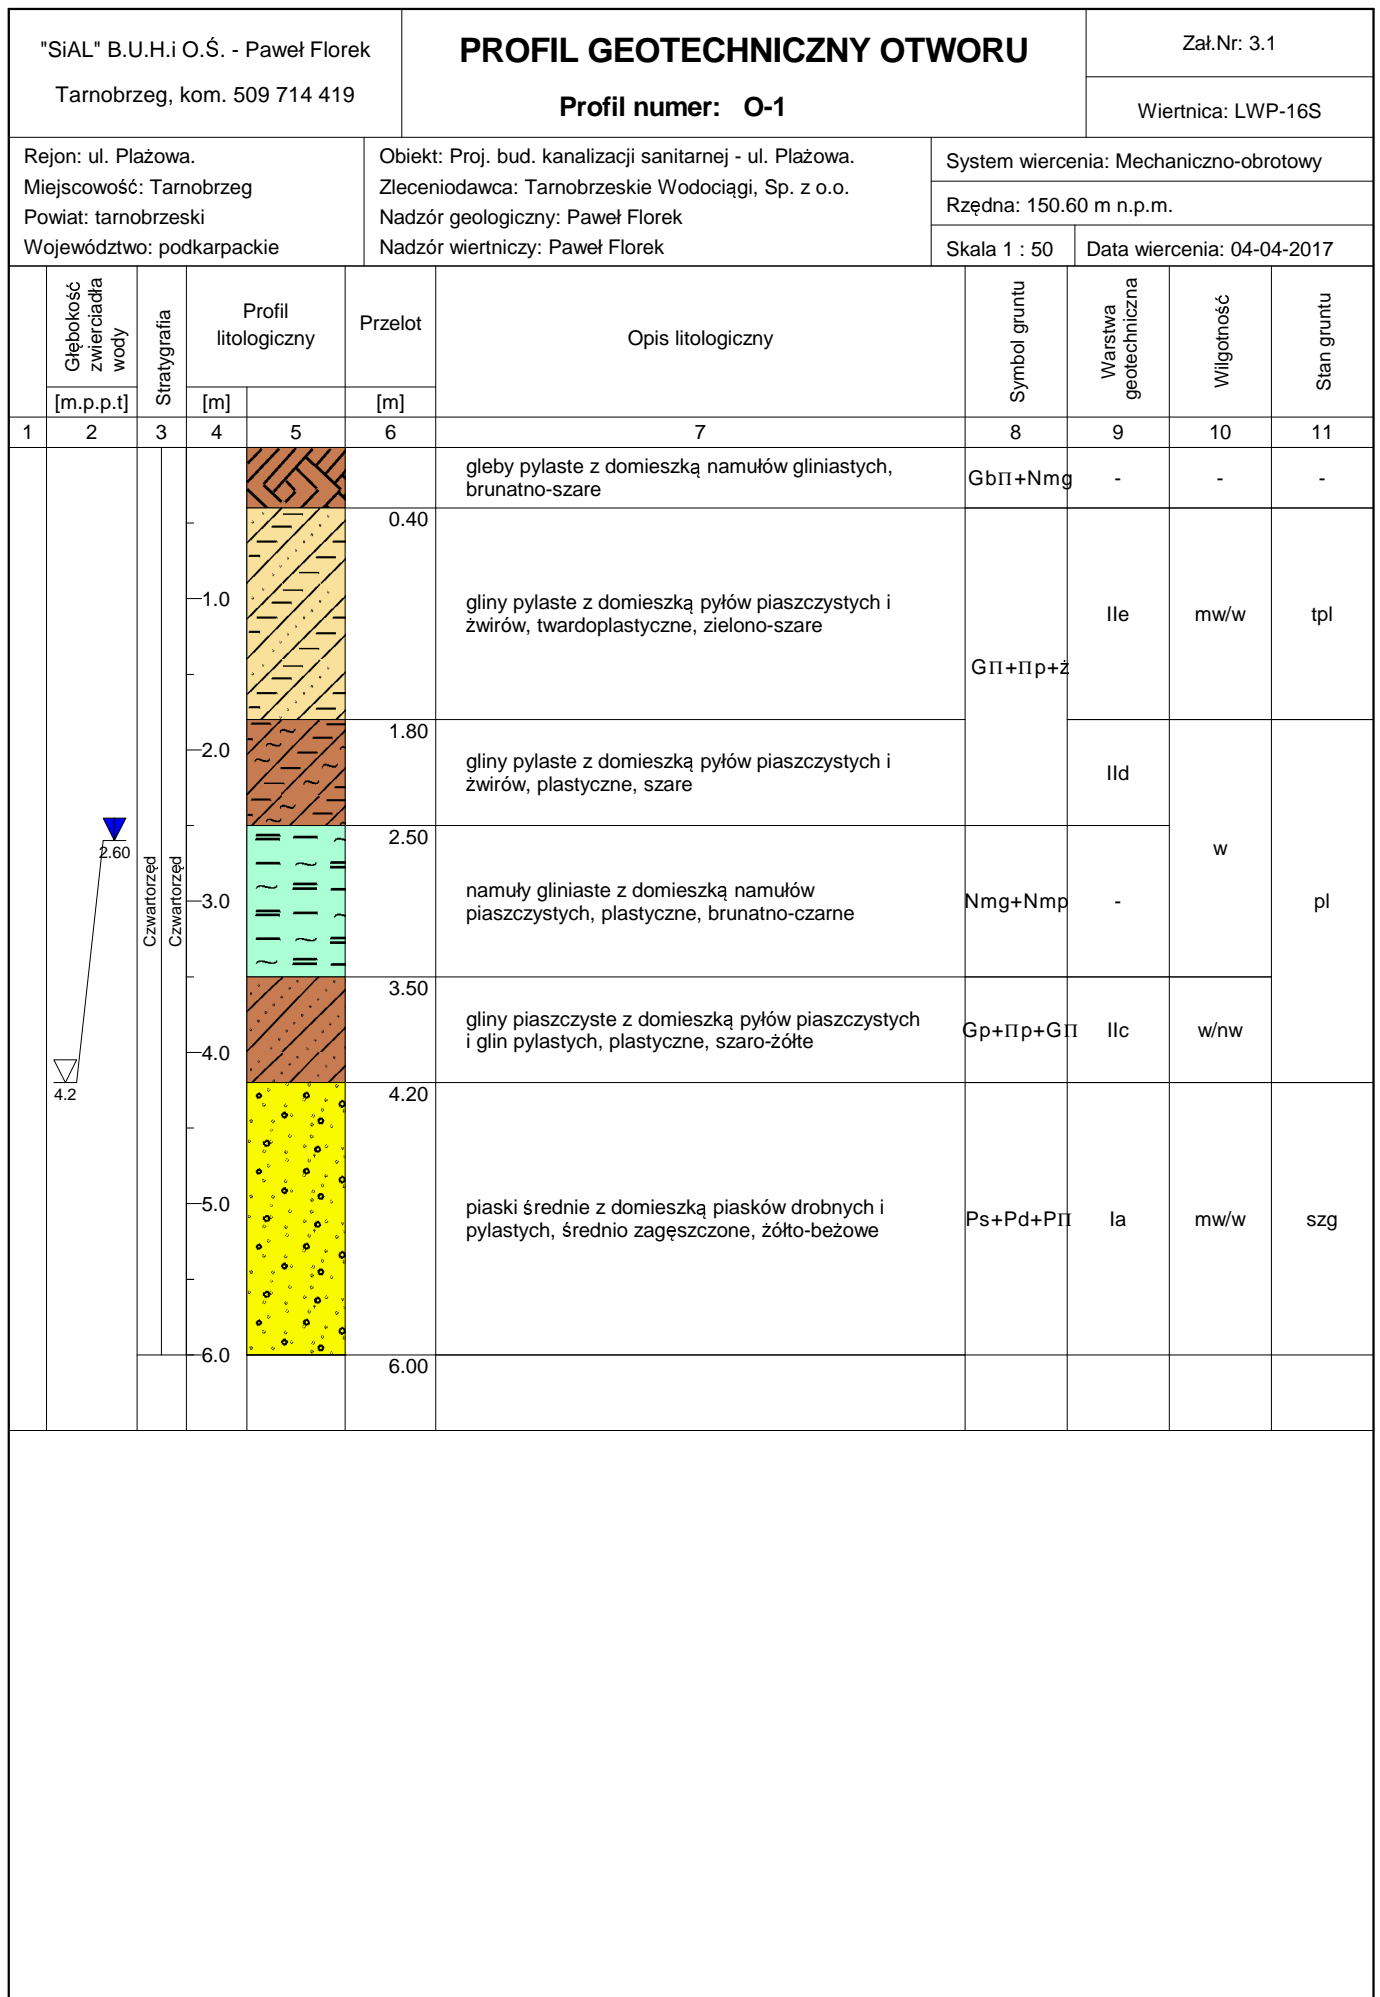 "SiAL" B.U.H.i O.Ś. - Paweł Florek
Tarnobrzeg, kom. 509 714 419
PROFIL GEOTECHNICZNY OTWORU
Profil numer: O-1
Zał.Nr: 3.1
Wiertnica: LWP-16S
Rejon: ul. Plażowa.
Miejscowość: Tarnobrzeg
Powiat: tarnobrzeski
Województwo: podkarpackie
Obiekt: Proj. bud. kanalizacji sanitarnej - ul. Plażowa.
Zleceniodawca: Tarnobrzeskie Wodociągi, Sp. z o.o.
Nadzór geologiczny: Paweł Florek
Nadzór wiertniczy: Paweł Florek
System wiercenia: Mechaniczno-obrotowy
Rzędna: 150.60 m n.p.m.
Skala 1 : 50
Data wiercenia: 04-04-2017
Głębokość
zwierciadła
wody
[m.p.p.t]
Stratygrafia
Profil
litologiczny
[m]
Przelot
[m]
Opis litologiczny
Symbol gruntu
Warstwa
geotechniczna
Wilgotność
Stan gruntu
1 2 3 4 5 6 7 8 9 10 11
gleby pylaste z domieszką namułów gliniastych,
brunatno-szare
GbΠ+Nmg - - -
0.40
1.0
gliny pylaste z domieszką pyłów piaszczystych i
żwirów, twardoplastyczne, zielono-szare
GΠ+Πp+ż
IIe mw/w tpl
1.80
2.0
gliny pylaste z domieszką pyłów piaszczystych i
żwirów, plastyczne, szare
IId
w
pl
2.50
2.60
Czwartorzęd
Czwartorzęd
3.0
namuły gliniaste z domieszką namułów
piaszczystych, plastyczne, brunatno-czarne
Nmg+Nmp -
3.50
gliny piaszczyste z domieszką pyłów piaszczystych
i glin pylastych, plastyczne, szaro-żółte
Gp+Πp+GΠ IIc w/nw
4.0
4.2
4.20
5.0
piaski średnie z domieszką piasków drobnych i
pylastych, średnio zagęszczone, żółto-beżowe
Ps+Pd+PΠ Ia mw/w szg
6.0
6.00